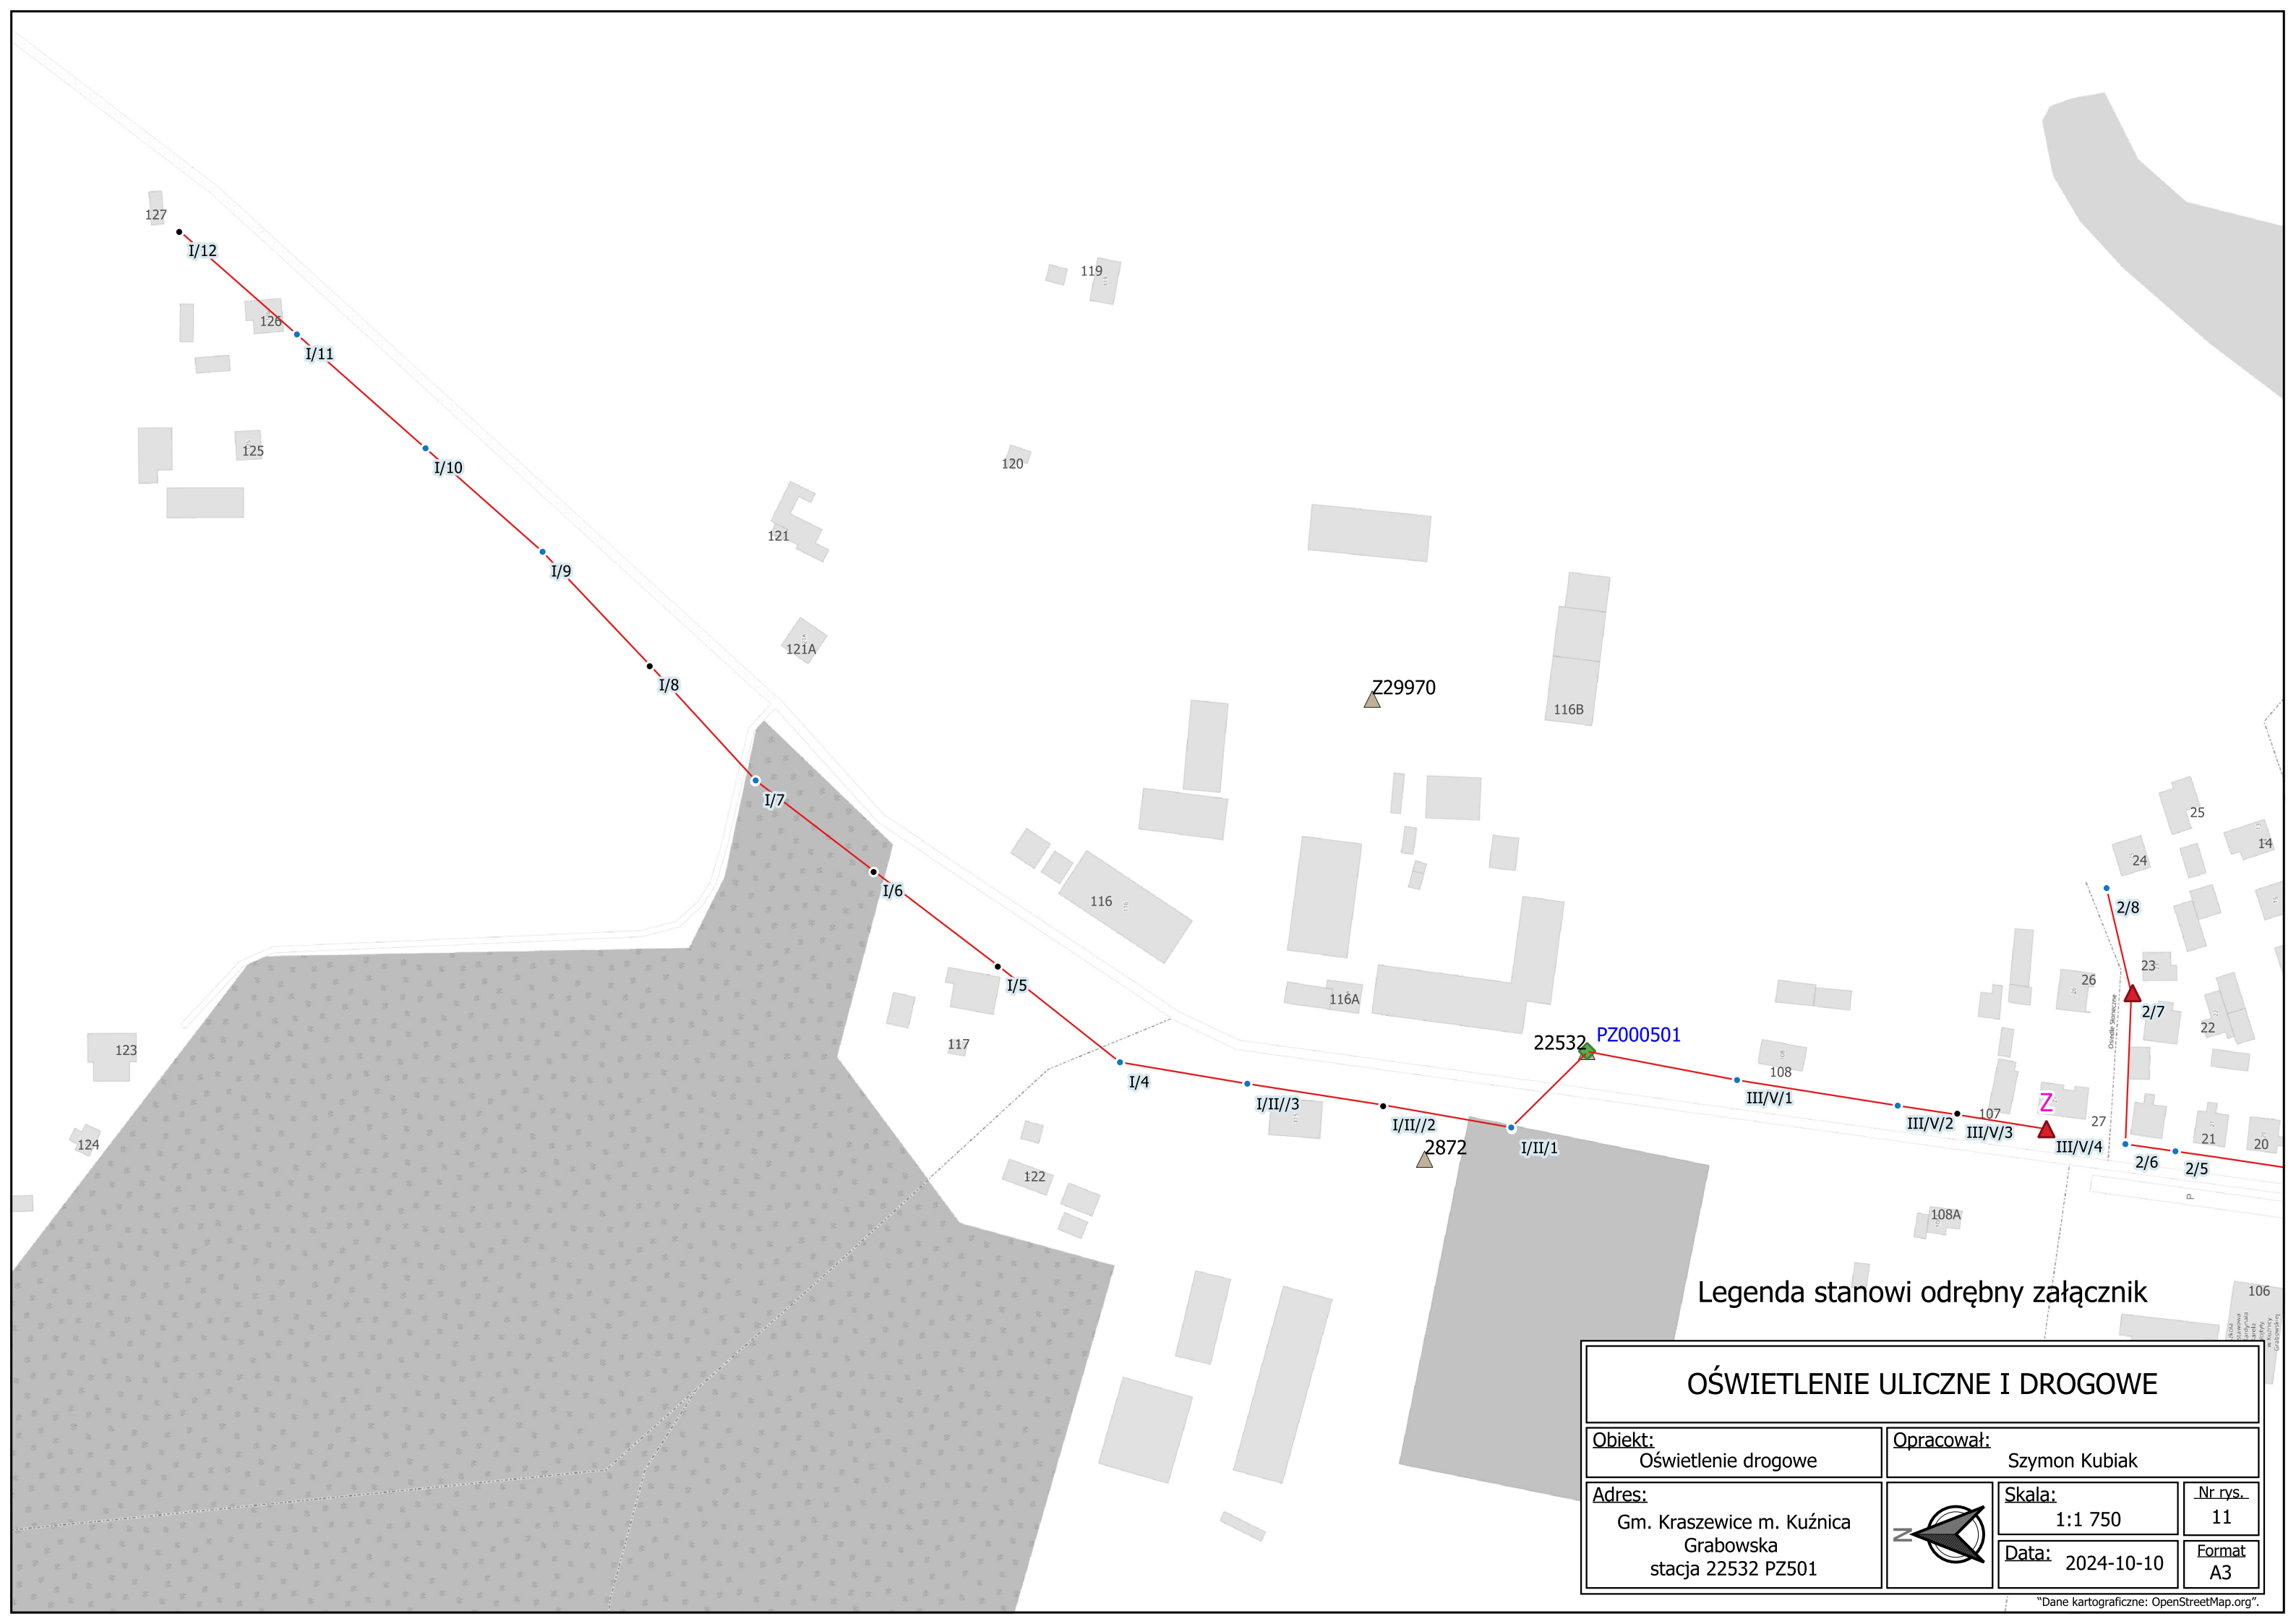 127
I/12
119
126
I/11
125
I/10
120
121
I/9
121A
I/8
Z29970
116B
I/7
25
14
24
I/6
116
2/8
23
26
I/5
116A
2/7
Osiedle Słoneczne
22
PZ000501
22532
117
123
108
I/4
III/V/1
I/II//3
Z
107
27
I/II//2
III/V/2
III/V/3
I/II/1
III/V/4
21
20
124
2872
2/6
2/5
122
P
108A
106
Legenda stanowi odrębny załącznik
OŚWIETLENIE ULICZNE I DROGOWE
Obiekt:
Oświetlenie drogowe
Opracował:
Szymon Kubiak
Adres:
Gm. Kraszewice m. Kuźnica
Grabowska
stacja 22532 PZ501
N
Skala:
1:1 750
Nr rys.
11
Data:
2024-10-10
Format
A3
"Dane kartograficzne: OpenStreetMap.org".